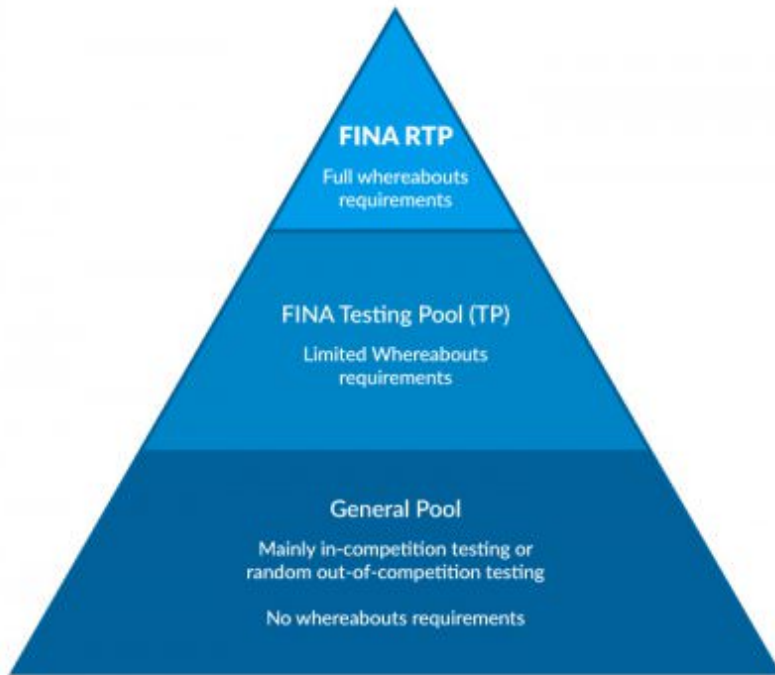 FINA RTP
Full whereabouts
requirements
FINA Testing Pool (TP)
Limited Whereabouts
requirements
General Pool
Mainly in-competition testing or
random out-of-competition testing
No whereabouts requirements